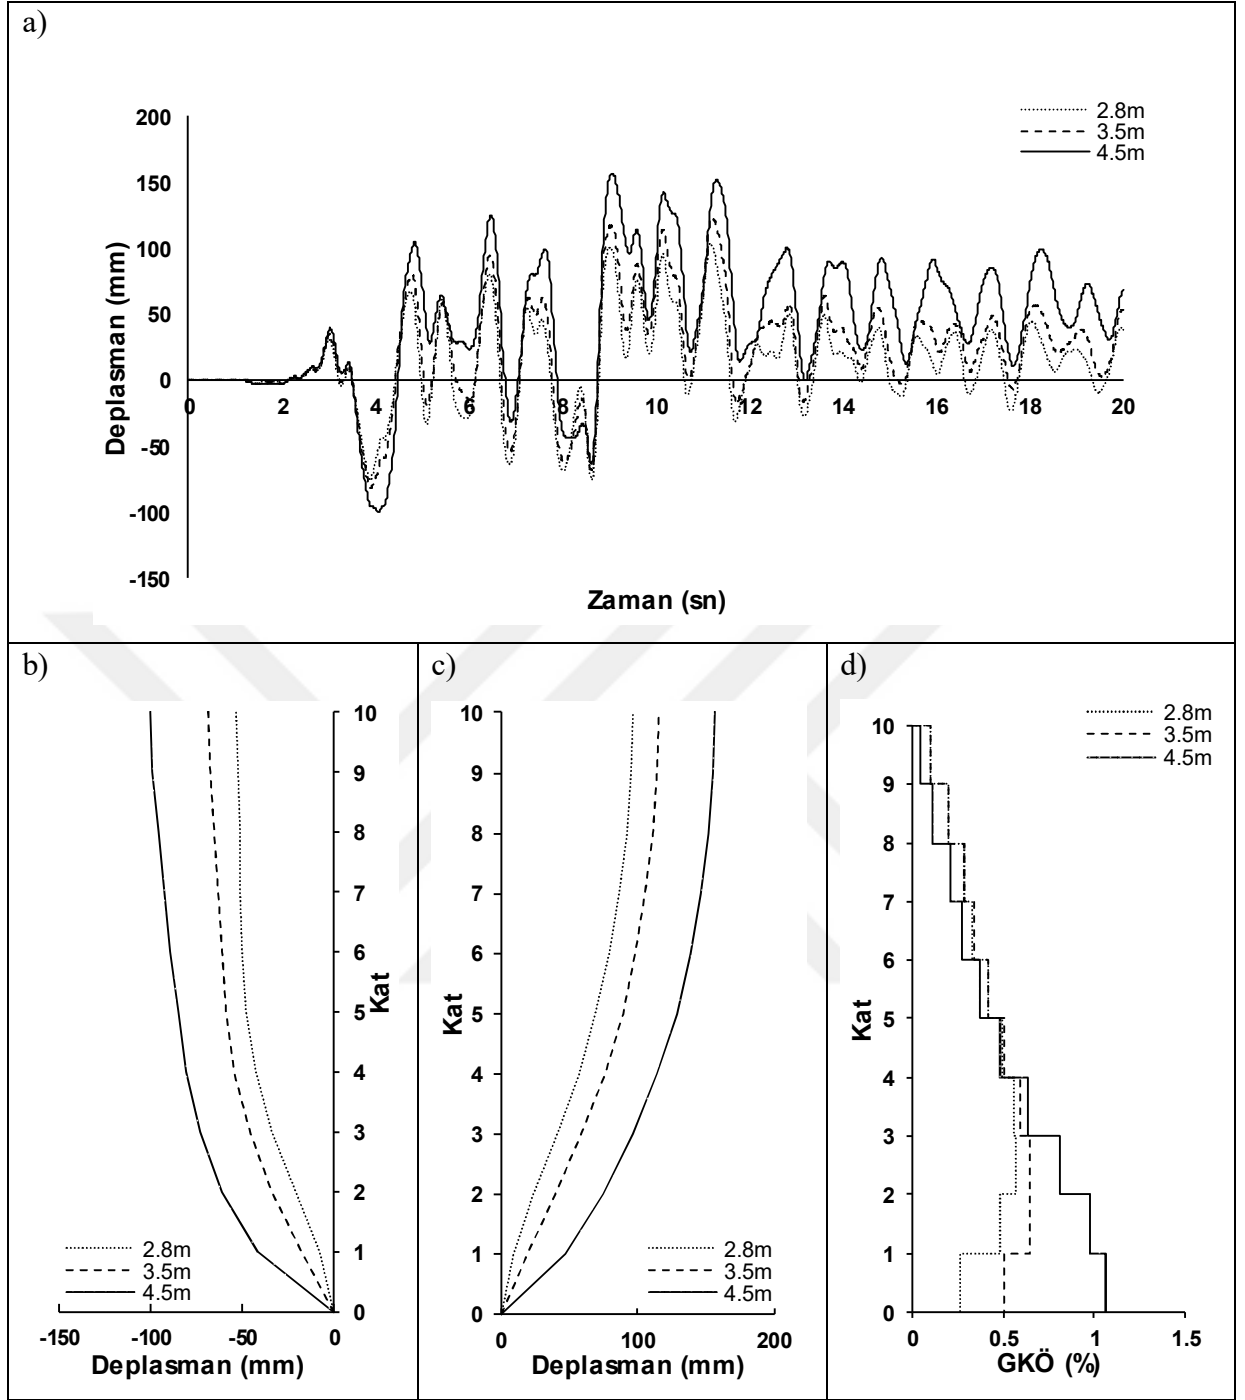 a)
200
150
100
50
0
-50
-100
-150
Deplasman (mm)
0 2 4 6 8 10 12 14 16 18 20
Zaman (sn)
2.8m
3.5m
4.5m
b)
10
9
8
7
6
5
4
3
2
1
0
Kat
2.8m
3.5m
4.5m
-150 -100 -50 0
Deplasman (mm)
c)
10
9
8
7
6
5
4
3
2
1
0
Kat
2.8m
3.5m
4.5m
0 100 200
Deplasman (mm)
d)
2.8m
3.5m
4.5m
10
9
8
7
6
5
4
3
2
1
0
Kat
0 0.5 1 1.5
GKÖ (%)